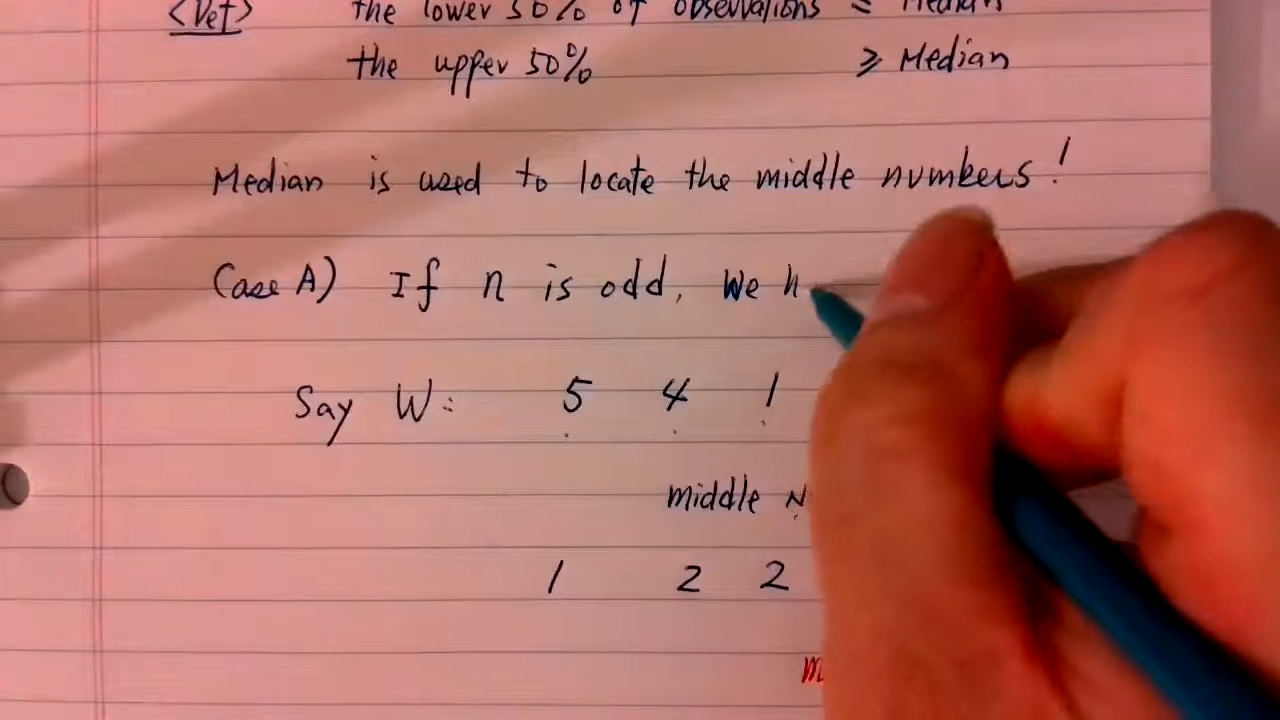 <Def> the lower 50% of observations ≤ Median
the upper 50% ≥ Median
Median is used to locate the middle numbers!
Case A) If n is odd, We h
Say W: 5 4 1
middle N
1 2 2
m